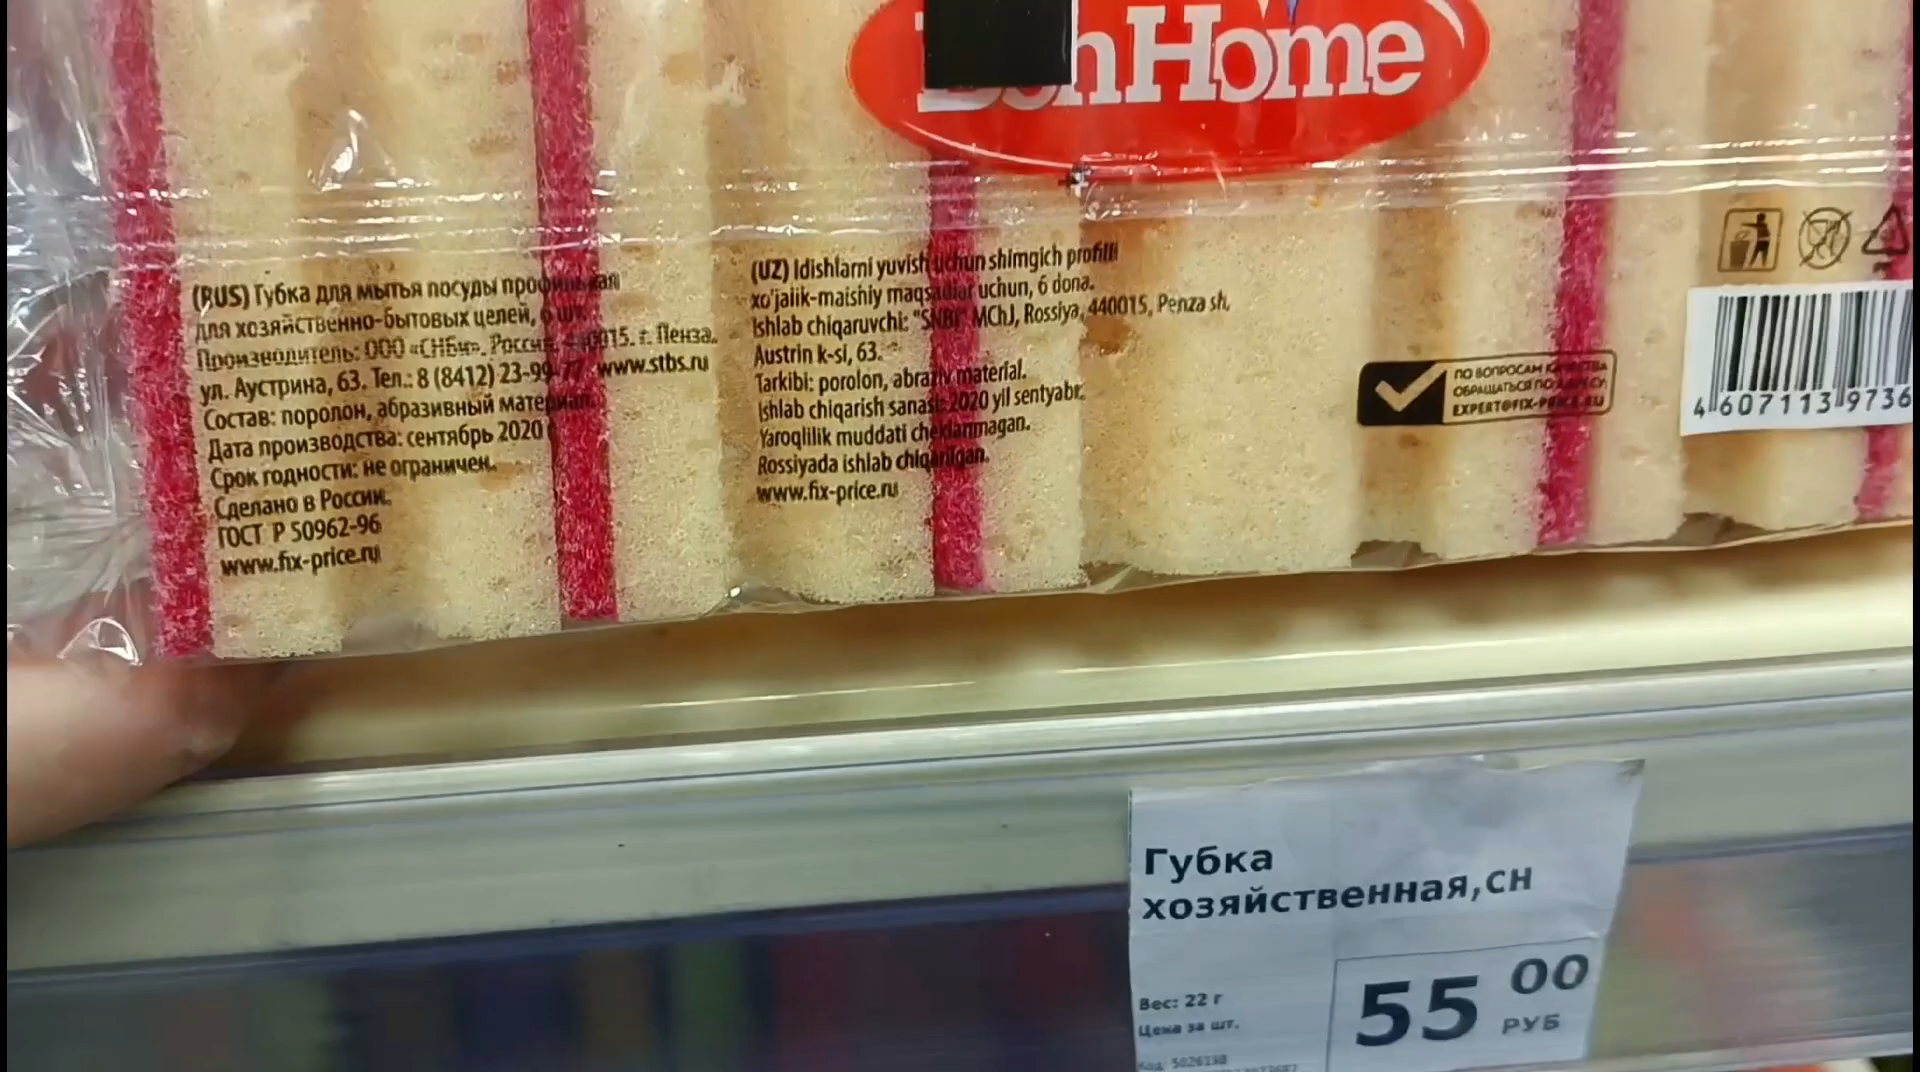 Home
(RUS) Губка для мытья посуды профильная
для хозяйственно-бытовых целей, 6 шт.
Производитель: ООО «СНБи», Россия, 440015, г. Пенза,
ул. Аустрина, 63. Тел.: 8 (8412) 23-99-77 www.stbs.ru
Состав: поролон, абразивный материал.
Дата производства: сентябрь 2020
Срок годности: не ограничен.
Сделано в России.
ГОСТ Р 50962-96
www.fix-price.ru
(UZ) Idishlarni yuvish uchun shimgich profilli
xo'jalik-maishiy maqsadlar uchun, 6 dona.
Ishlab chiqaruvchi: "SNBI" MChJ, Rossiya, 440015, Penza sh,
Austrin k-si, 63.
Tarkibi: porolon, abraziv material.
Ishlab chiqarish sanasi: 2020 yil sentyabr.
Yaroqlilik muddati cheklanmagan.
Rossiyada ishlab chiqarilgan.
www.fix-price.ru
ПО ВОПРОСАМ КАЧЕСТВА
ОБРАЩАТЬСЯ ПО АДРЕСУ:
EXPERT@FIX-PRICE.RU
4 607113 9736
Губка
хозяйственная,СН
Вес: 22 г
Цена за шт.
55 00
РУБ
Код: 5026198